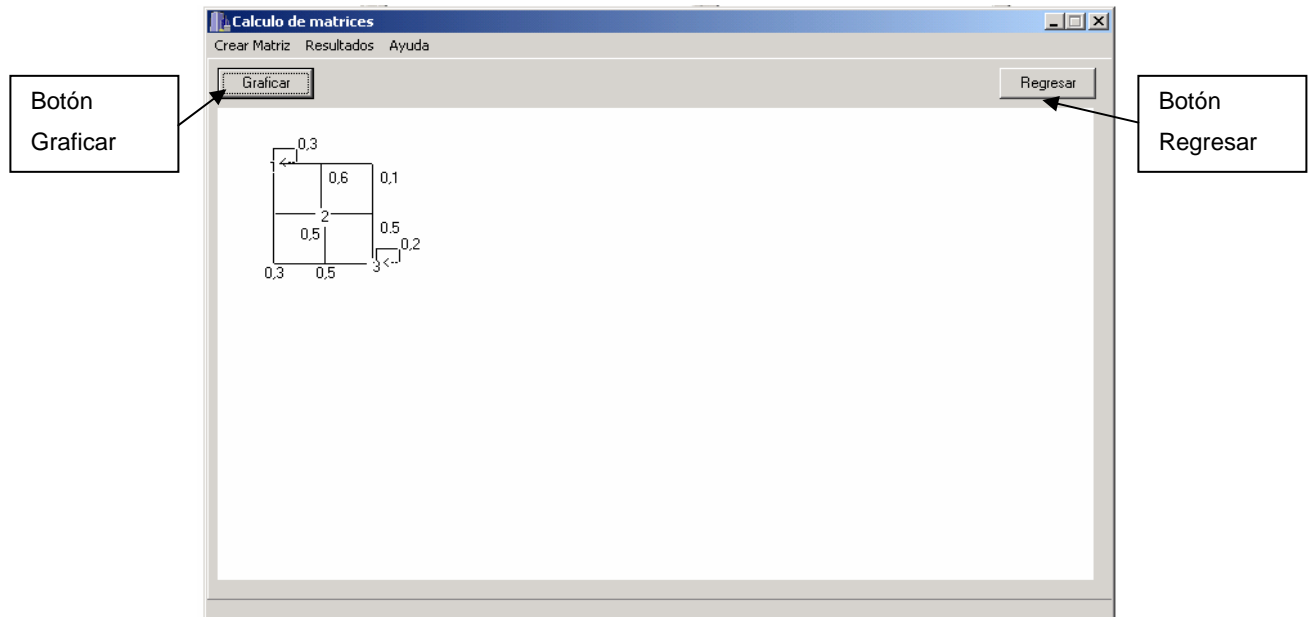 Calculo de matrices
Crear Matriz Resultados Ayuda
Graficar
Regresar
Botón
Graficar
Botón
Regresar
0,3
0,6
0,1
2
0,5
0.5
0,2
3
0,3
0,5